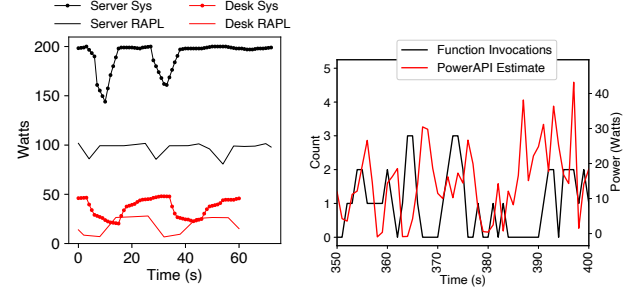 Server Sys
Desk Sys
Server RAPL
Desk RAPL
200
150
100
50
0
Watts
0
20
40
60
Time (s)
Function Invocations
PowerAPI Estimate
5
4
3
2
1
0
Count
40
30
20
10
0
Power (Watts)
350
360
370
380
390
400
Time (s)